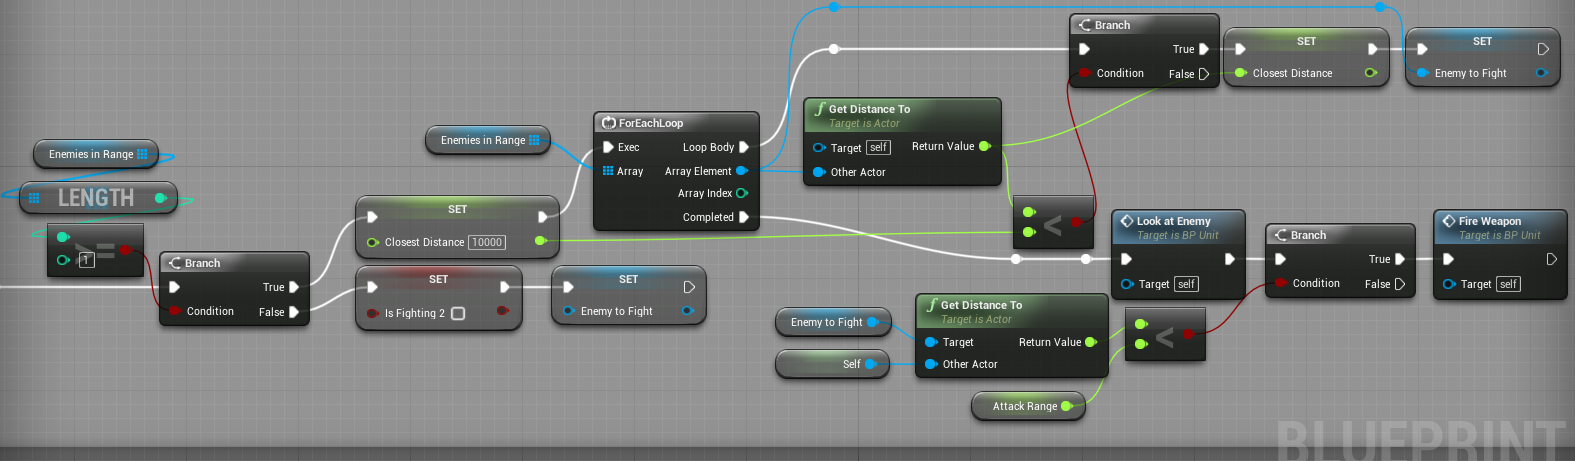 Enemies in Range
LENGTH
>=
1
Branch
True
Condition
False
SET
Closest Distance 10000
SET
Is Fighting 2
SET
Enemy to Fight
Enemies in Range
ForEachLoop
Exec
Loop Body
Array
Array Element
Array Index
Completed
f Get Distance To
Target is Actor
Target self
Return Value
Other Actor
<
Branch
True
Condition
False
SET
Closest Distance
SET
Enemy to Fight
Look at Enemy
Target is BP Unit
Target self
Branch
True
Condition
False
Fire Weapon
Target is BP Unit
Target self
Enemy to Fight
Self
f Get Distance To
Target is Actor
Target
Return Value
Other Actor
<
Attack Range
BLUEPRINT